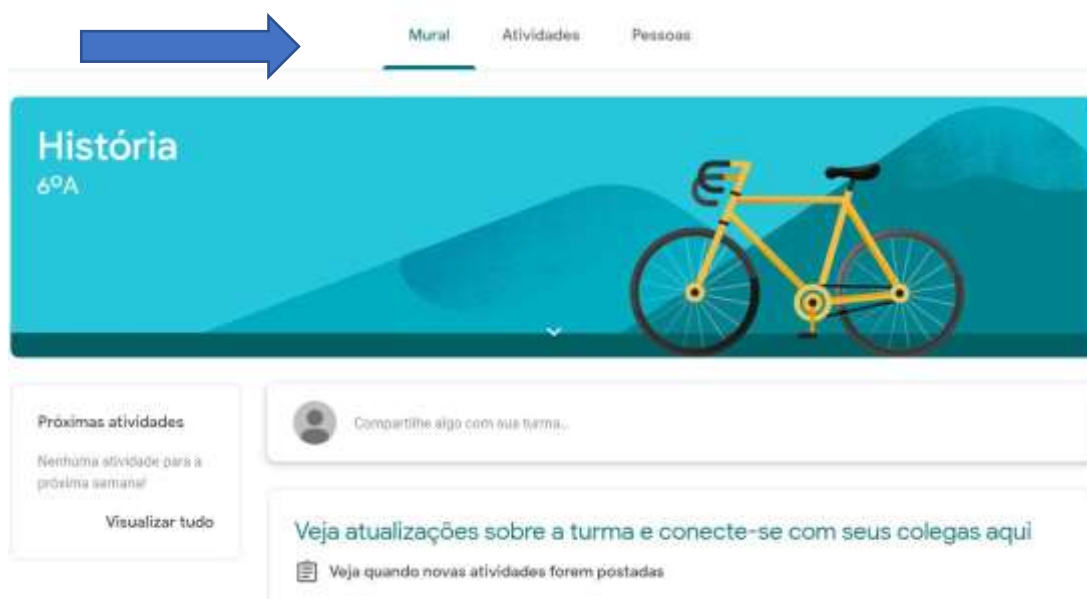 Mural Atividades Pessoas
História
6ºA
Próximas atividades
Nenhuma atividade para a
próxima semana!
Visualizar tudo
Compartilhe algo com sua turma...
Veja atualizações sobre a turma e conecte-se com seus colegas aqui
Veja quando novas atividades forem postadas